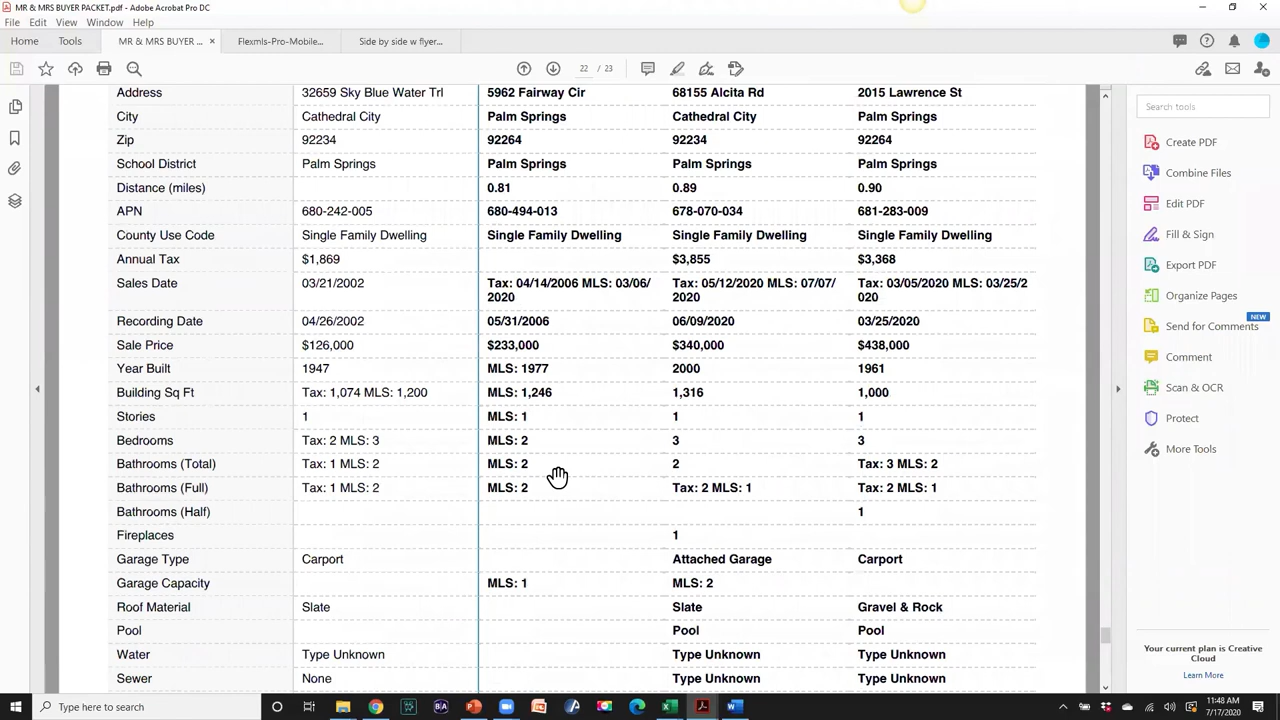 MR & MRS BUYER PACKET.pdf - Adobe Acrobat Pro DC
File Edit View Window Help
Home Tools MR & MRS BUYER ... × Flexmls-Pro-Mobile... Side by side w flyer...
22 / 23
Search tools
Address 32659 Sky Blue Water Trl 5962 Fairway Cir 68155 Alcita Rd 2015 Lawrence St
City Cathedral City Palm Springs Cathedral City Palm Springs
Zip 92234 92264 92234 92264
School District Palm Springs Palm Springs Palm Springs Palm Springs
Distance (miles) 0.81 0.89 0.90
APN 680-242-005 680-494-013 678-070-034 681-283-009
County Use Code Single Family Dwelling Single Family Dwelling Single Family Dwelling Single Family Dwelling
Annual Tax $1,869 $3,855 $3,368
Sales Date 03/21/2002 Tax: 04/14/2006 MLS: 03/06/ Tax: 05/12/2020 MLS: 07/07/ Tax: 03/05/2020 MLS: 03/25/2
2020 2020 020
Recording Date 04/26/2002 05/31/2006 06/09/2020 03/25/2020
Sale Price $126,000 $233,000 $340,000 $438,000
Year Built 1947 MLS: 1977 2000 1961
Building Sq Ft Tax: 1,074 MLS: 1,200 MLS: 1,246 1,316 1,000
Stories 1 MLS: 1 1 1
Bedrooms Tax: 2 MLS: 3 MLS: 2 3 3
Bathrooms (Total) Tax: 1 MLS: 2 MLS: 2 2 Tax: 3 MLS: 2
Bathrooms (Full) Tax: 1 MLS: 2 MLS: 2 Tax: 2 MLS: 1 Tax: 2 MLS: 1
Bathrooms (Half) 1
Fireplaces 1
Garage Type Carport Attached Garage Carport
Garage Capacity MLS: 1 MLS: 2
Roof Material Slate Slate Gravel & Rock
Pool Pool Pool
Water Type Unknown Type Unknown Type Unknown
Sewer None Type Unknown Type Unknown
Create PDF
Combine Files
Edit PDF
Fill & Sign
Export PDF
Organize Pages
NEW
Send for Comments
Comment
Scan & OCR
Protect
More Tools
Your current plan is Creative
Cloud
Learn More
Type here to search
11:48 AM
7/17/2020